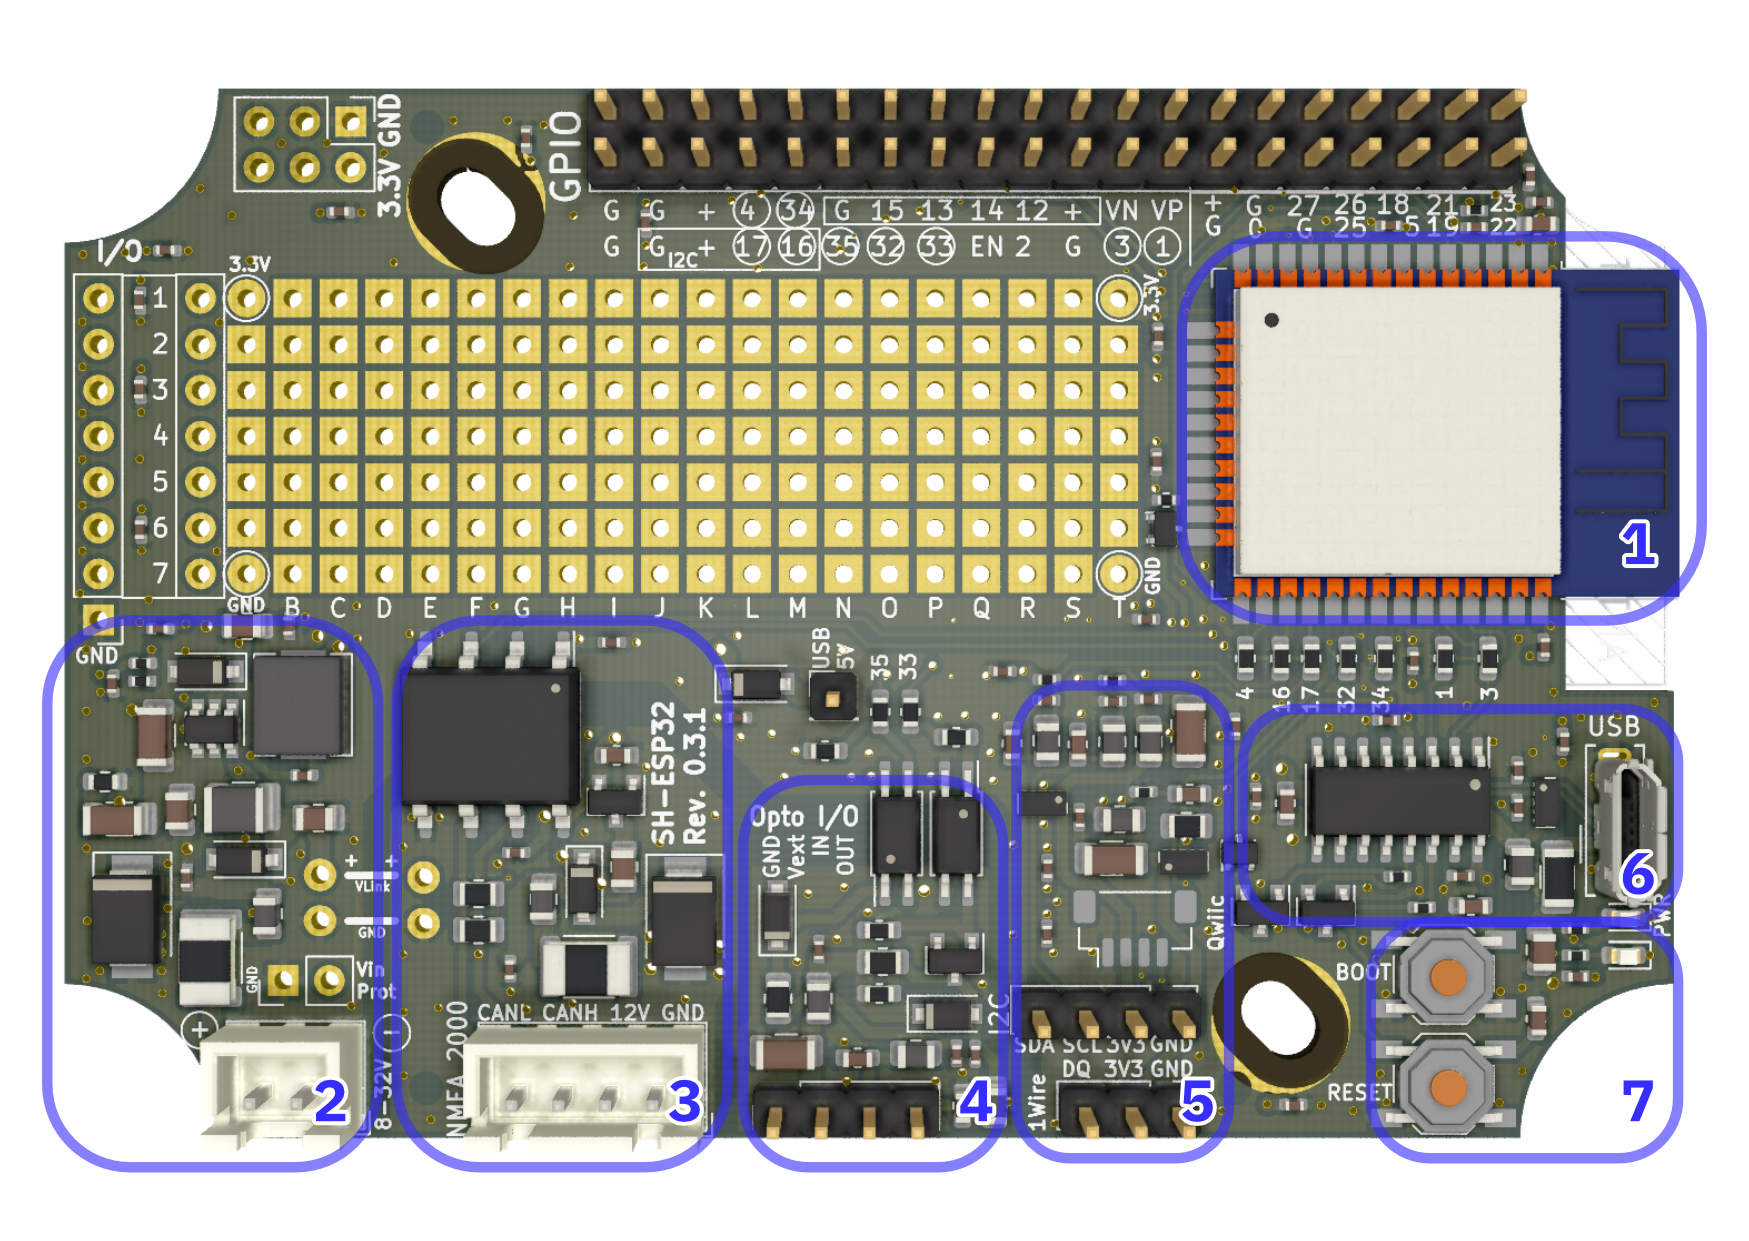 GND
3.3V
GPIO
G G + 4 34 G 15 13 14 12 + VN VP
G G I2C + 17 16 35 32 33 EN 2 G 3 1
+ G 27 26 18 21 23
G G G 25 5 19 22
I/O
3.3V
3.3V
1
2
3
4
5
6
7
GND B C D E F G H I J K L M N O P Q R S T
GND
GND
1
4 16 17 32 34 1 3
USB
5V
35 33
SH-ESP32
Rev. 0.3.1
+ +
VLink
GND
GND
Vin
Prot
+ -
8-32V
2
NMEA 2000
CANL CANH 12V GND
3
Opto I/O
GND
Vext
IN
OUT
4
Qwiic
I2C
SDA SCL 3V3 GND
DQ 3V3 GND
1Wire
5
USB
6
PWR
BOOT
RESET
7